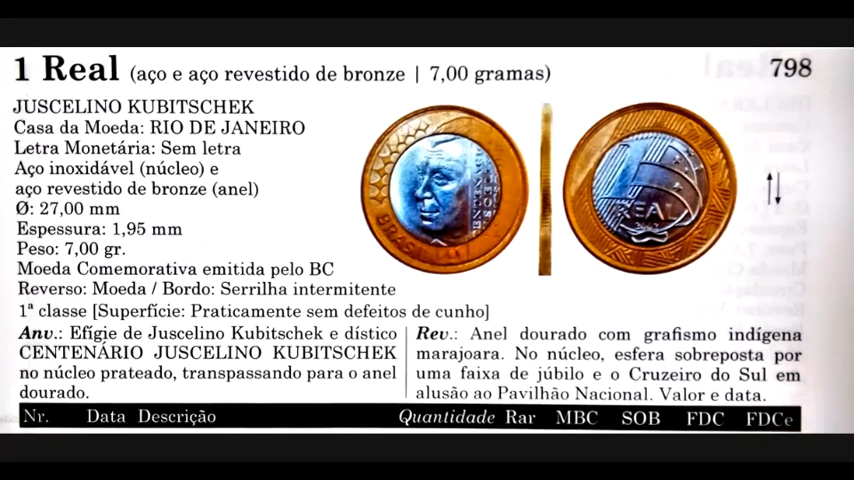 1 Real (aço e aço revestido de bronze | 7,00 gramas) 798
JUSCELINO KUBITSCHEK
Casa da Moeda: RIO DE JANEIRO
Letra Monetária: Sem letra
Aço inoxidável (núcleo) e
aço revestido de bronze (anel)
Ø: 27,00 mm
Espessura: 1,95 mm
Peso: 7,00 gr.
Moeda Comemorativa emitida pelo BC
Reverso: Moeda / Bordo: Serrilha intermitente
1ª classe [Superfície: Praticamente sem defeitos de cunho]
Anv.: Efígie de Juscelino Kubitschek e dístico
CENTENÁRIO JUSCELINO KUBITSCHEK
no núcleo prateado, transpassando para o anel
dourado.
Rev.: Anel dourado com grafismo indígena
marajoara. No núcleo, esfera sobreposta por
uma faixa de júbilo e o Cruzeiro do Sul em
alusão ao Pavilhão Nacional. Valor e data.
Nr. Data Descrição Quantidade Rar MBC SOB FDC FDCe
BRASIL
1
REAL